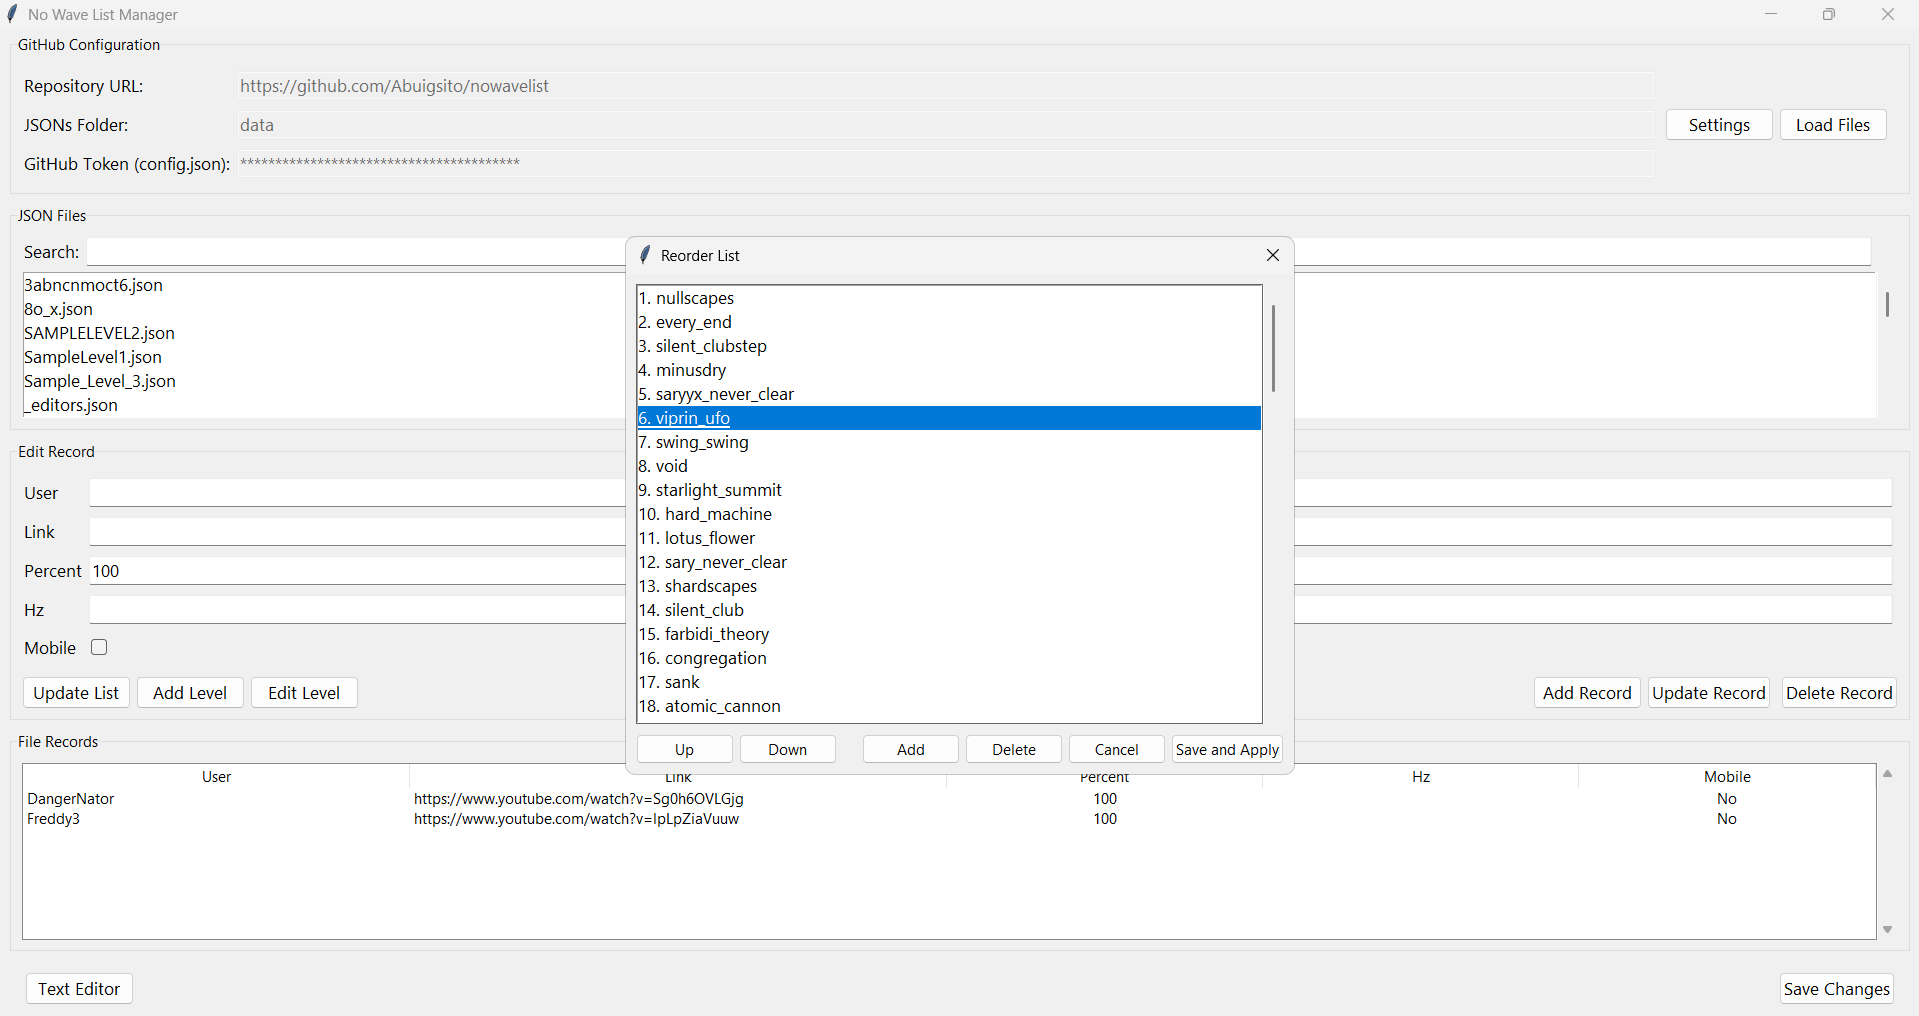 No Wave List Manager
GitHub Configuration
Repository URL: https://github.com/Abuigsito/nowavelist
JSONs Folder: data
Settings Load Files
GitHub Token (config.json): ****************************************
JSON Files
Search:
3abncnmoct6.json
8o_x.json
SAMPLELEVEL2.json
SampleLevel1.json
Sample_Level_3.json
_editors.json
Edit Record
User
Link
Percent 100
Hz
Mobile
Update List Add Level Edit Level
Add Record Update Record Delete Record
Reorder List
1. nullscapes
2. every_end
3. silent_clubstep
4. minusdry
5. saryyx_never_clear
6. viprin_ufo
7. swing_swing
8. void
9. starlight_summit
10. hard_machine
11. lotus_flower
12. sary_never_clear
13. shardscapes
14. silent_club
15. farbidi_theory
16. congregation
17. sank
18. atomic_cannon
Up Down Add Delete Cancel Save and Apply
File Records
User Link Percent Hz Mobile
DangerNator https://www.youtube.com/watch?v=Sg0h6OVLGjg 100 No
Freddy3 https://www.youtube.com/watch?v=lpLpZiaVuuw 100 No
Text Editor Save Changes